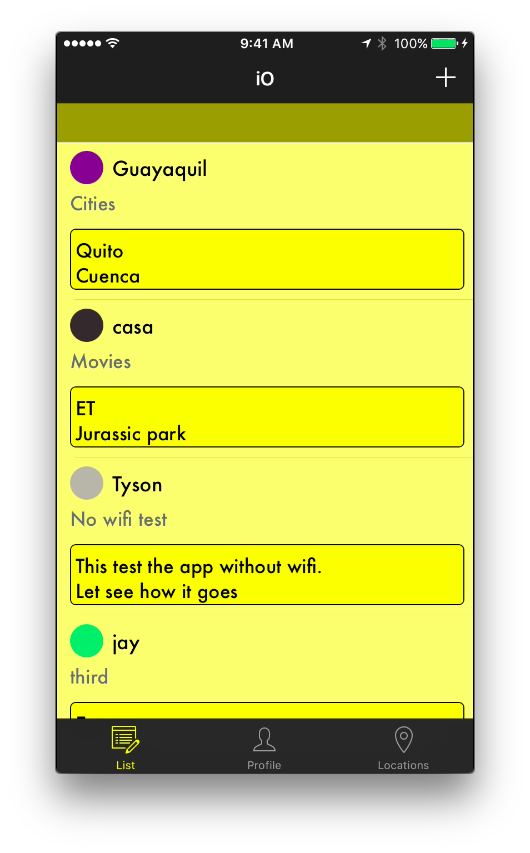 9:41 AM 100%
iO
Guayaquil
Cities
Quito
Cuenca
casa
Movies
ET
Jurassic park
Tyson
No wifi test
This test the app without wifi.
Let see how it goes
jay
third
List Profile Locations